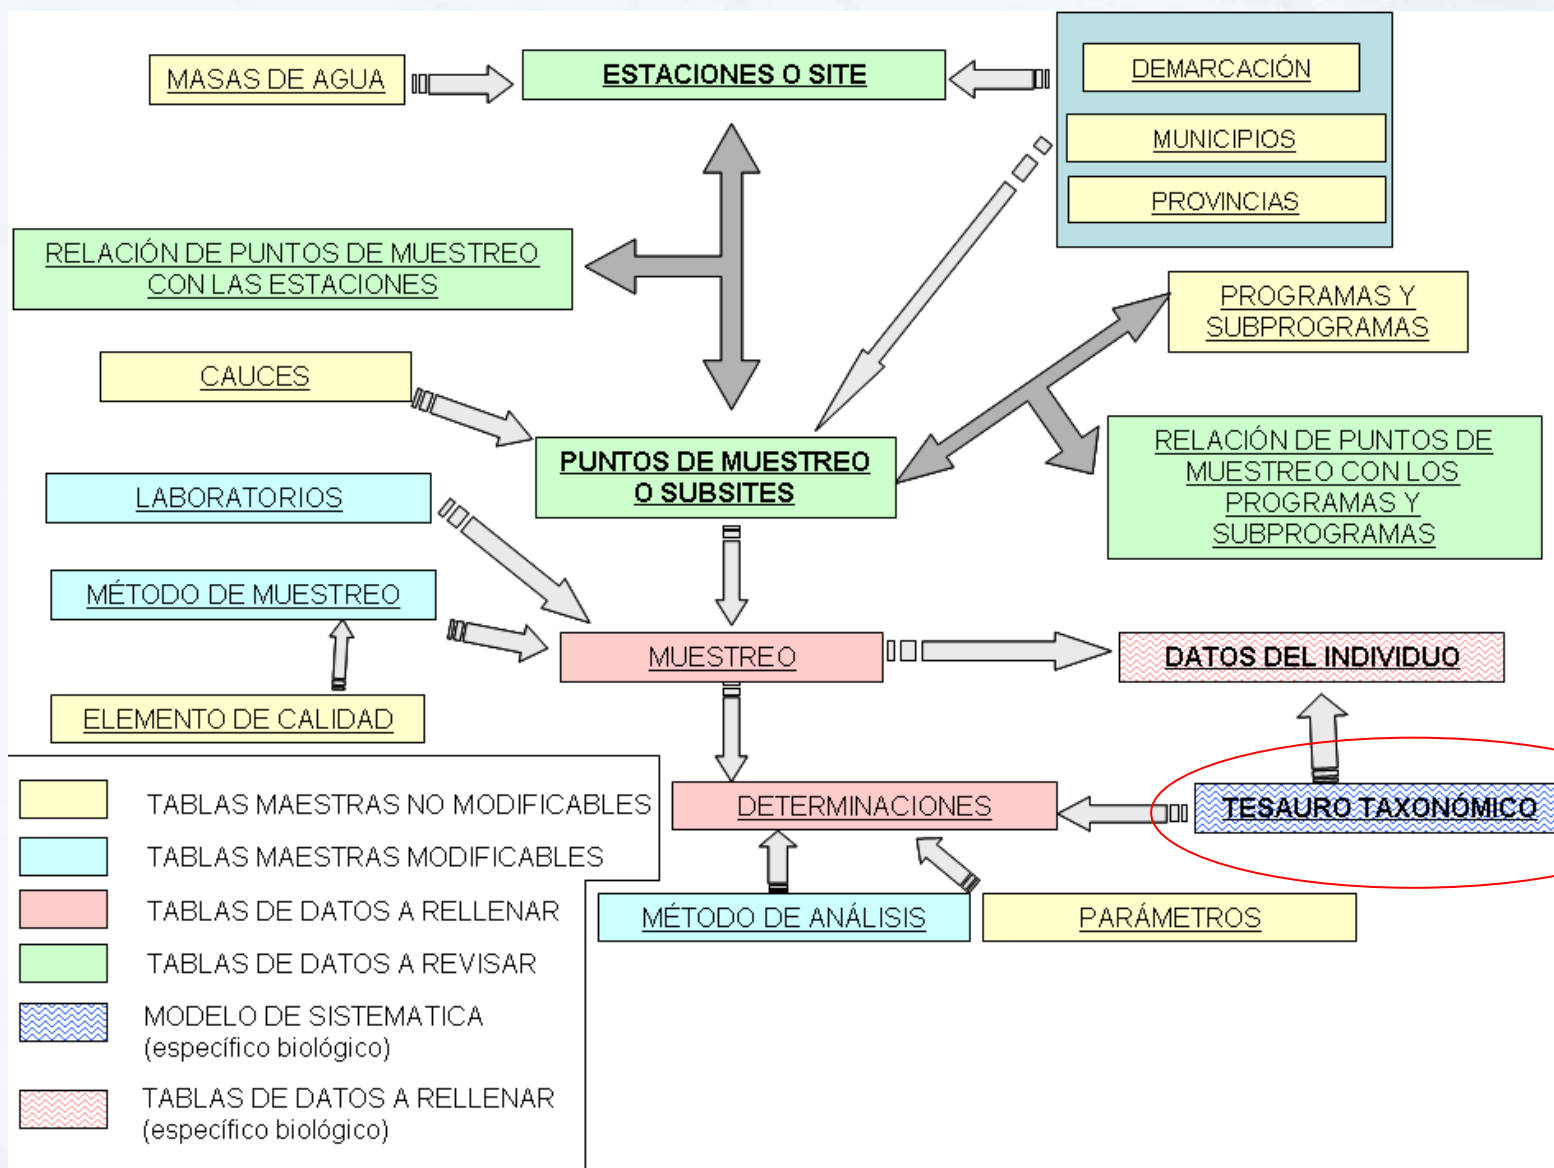 MASAS DE AGUA
ESTACIONES O SITE
DEMARCACIÓN
MUNICIPIOS
PROVINCIAS
RELACIÓN DE PUNTOS DE MUESTREO
CON LAS ESTACIONES
PROGRAMAS Y
SUBPROGRAMAS
CAUCES
PUNTOS DE MUESTREO
O SUBSITES
RELACIÓN DE PUNTOS DE
MUESTREO CON LOS
PROGRAMAS Y
SUBPROGRAMAS
LABORATORIOS
MÉTODO DE MUESTREO
MUESTREO
DATOS DEL INDIVIDUO
ELEMENTO DE CALIDAD
DETERMINACIONES
TESAURO TAXONÓMICO
MÉTODO DE ANÁLISIS
PARÁMETROS
TABLAS MAESTRAS NO MODIFICABLES
TABLAS MAESTRAS MODIFICABLES
TABLAS DE DATOS A RELLENAR
TABLAS DE DATOS A REVISAR
MODELO DE SISTEMATICA
(específico biológico)
TABLAS DE DATOS A RELLENAR
(específico biológico)